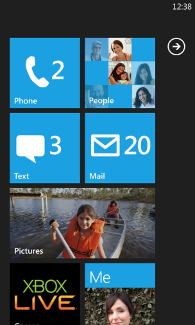 12:38
2
Phone
People
3
Text
20
Mail
Pictures
XBOX
LIVE
Me